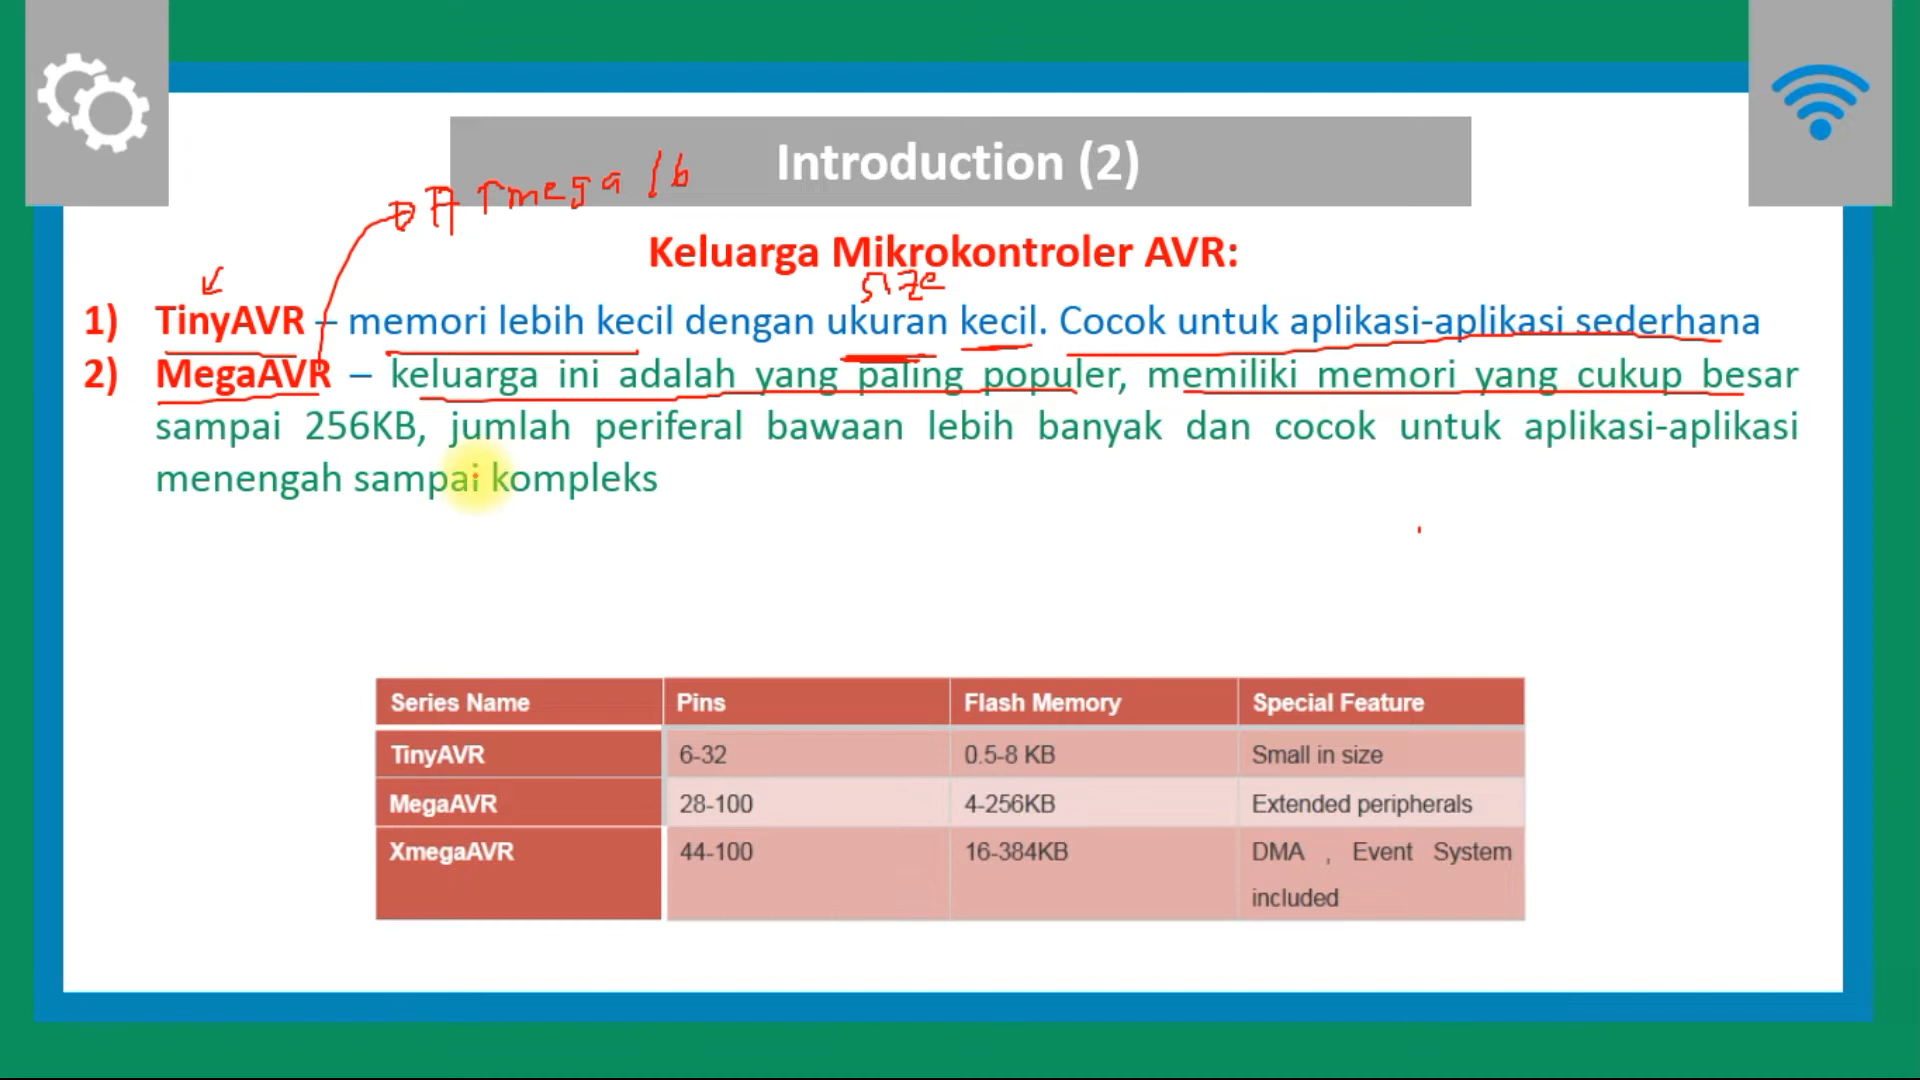 Introduction (2)
ATmega 16
Keluarga Mikrokontroler AVR:
size
1) TinyAVR – memori lebih kecil dengan ukuran kecil. Cocok untuk aplikasi-aplikasi sederhana
2) MegaAVR – keluarga ini adalah yang paling populer, memiliki memori yang cukup besar
sampai 256KB, jumlah periferal bawaan lebih banyak dan cocok untuk aplikasi-aplikasi
menengah sampai kompleks
Series Name Pins Flash Memory Special Feature
TinyAVR 6-32 0.5-8 KB Small in size
MegaAVR 28-100 4-256KB Extended peripherals
XmegaAVR 44-100 16-384KB DMA , Event System
included